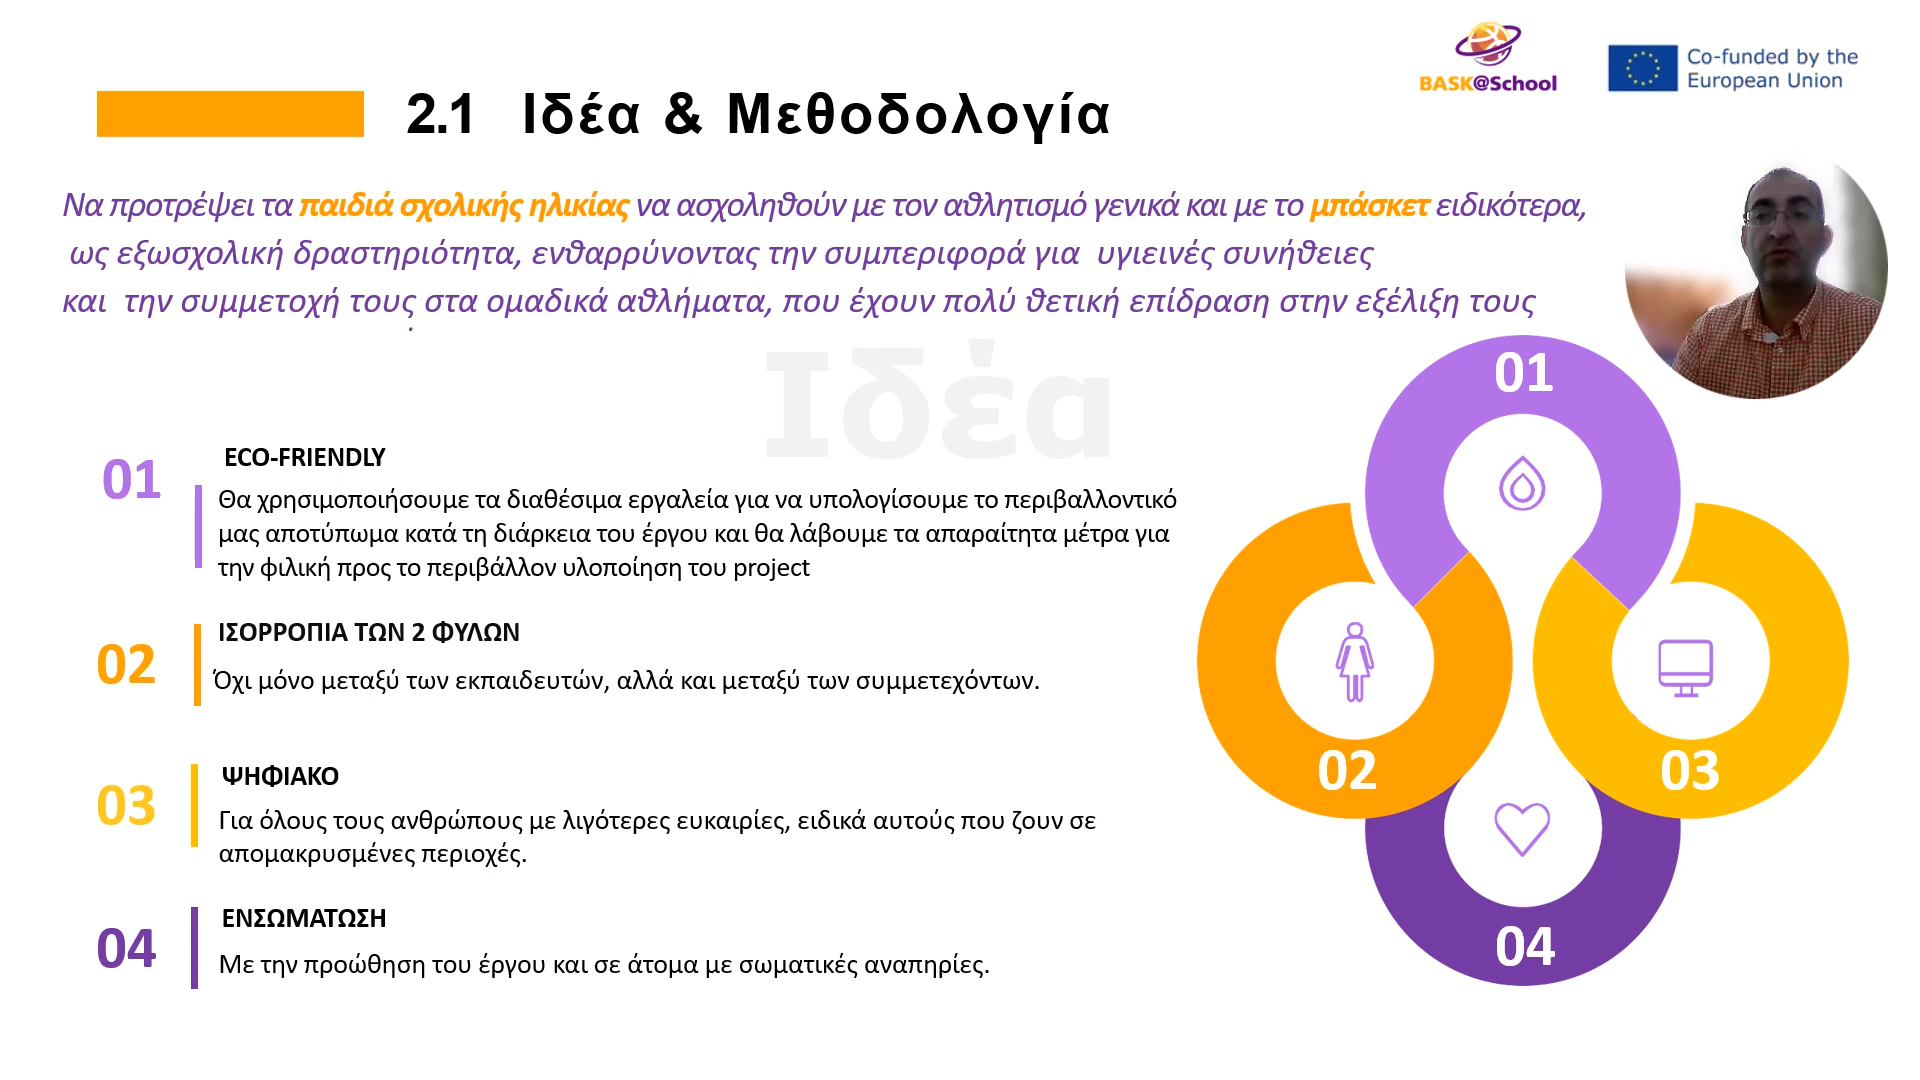 BASK@School
Co-funded by the
European Union
2.1 Ιδέα & Μεθοδολογία
Να προτρέψει τα παιδιά σχολικής ηλικίας να ασχοληθούν με τον αθλητισμό γενικά και με το μπάσκετ ειδικότερα,
ως εξωσχολική δραστηριότητα, ενθαρρύνοντας την συμπεριφορά για υγιεινές συνήθειες
και την συμμετοχή τους στα ομαδικά αθλήματα, που έχουν πολύ θετική επίδραση στην εξέλιξη τους
Ιδέα
01
ECO-FRIENDLY
Θα χρησιμοποιήσουμε τα διαθέσιμα εργαλεία για να υπολογίσουμε το περιβαλλοντικό
μας αποτύπωμα κατά τη διάρκεια του έργου και θα λάβουμε τα απαραίτητα μέτρα για
την φιλική προς το περιβάλλον υλοποίηση του project
02
ΙΣΟΡΡΟΠΙΑ ΤΩΝ 2 ΦΥΛΩΝ
Όχι μόνο μεταξύ των εκπαιδευτών, αλλά και μεταξύ των συμμετεχόντων.
03
ΨΗΦΙΑΚΟ
Για όλους τους ανθρώπους με λιγότερες ευκαιρίες, ειδικά αυτούς που ζουν σε
απομακρυσμένες περιοχές.
04
ΕΝΣΩΜΑΤΩΣΗ
Με την προώθηση του έργου και σε άτομα με σωματικές αναπηρίες.
01
02
03
04